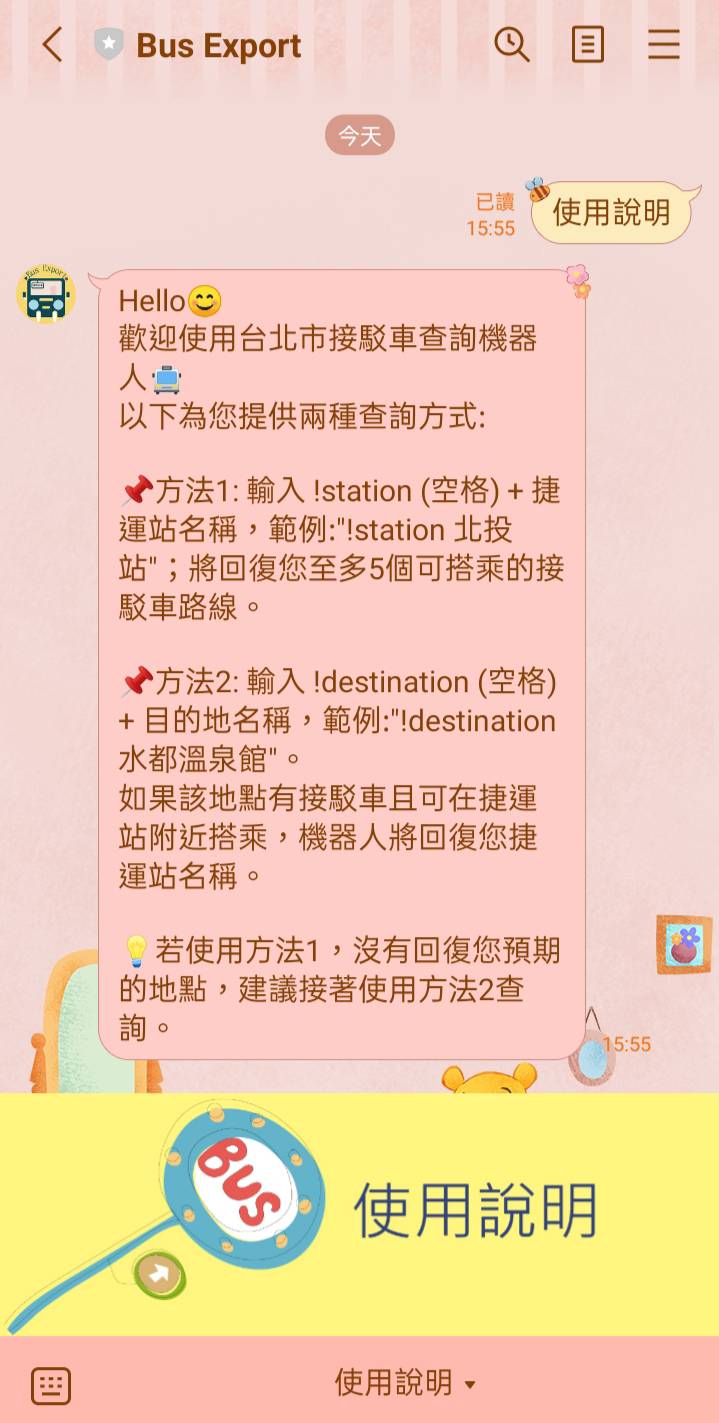 Bus Export
今天
已讀
15:55
使用說明
Bus Export
Hello😊
歡迎使用台北市接駁車查詢機器
人🚍
以下為您提供兩種查詢方式:
📌方法1: 輸入 !station (空格) + 捷
運站名稱，範例:"!station 北投
站"；將回復您至多5個可搭乘的接
駁車路線。
📌方法2: 輸入 !destination (空格)
+ 目的地名稱，範例:"!destination
水都溫泉館"。
如果該地點有接駁車且可在捷運
站附近搭乘，機器人將回復您捷
運站名稱。
💡若使用方法1，沒有回復您預期
的地點，建議接著使用方法2查
詢。
15:55
BUS
使用說明
使用說明